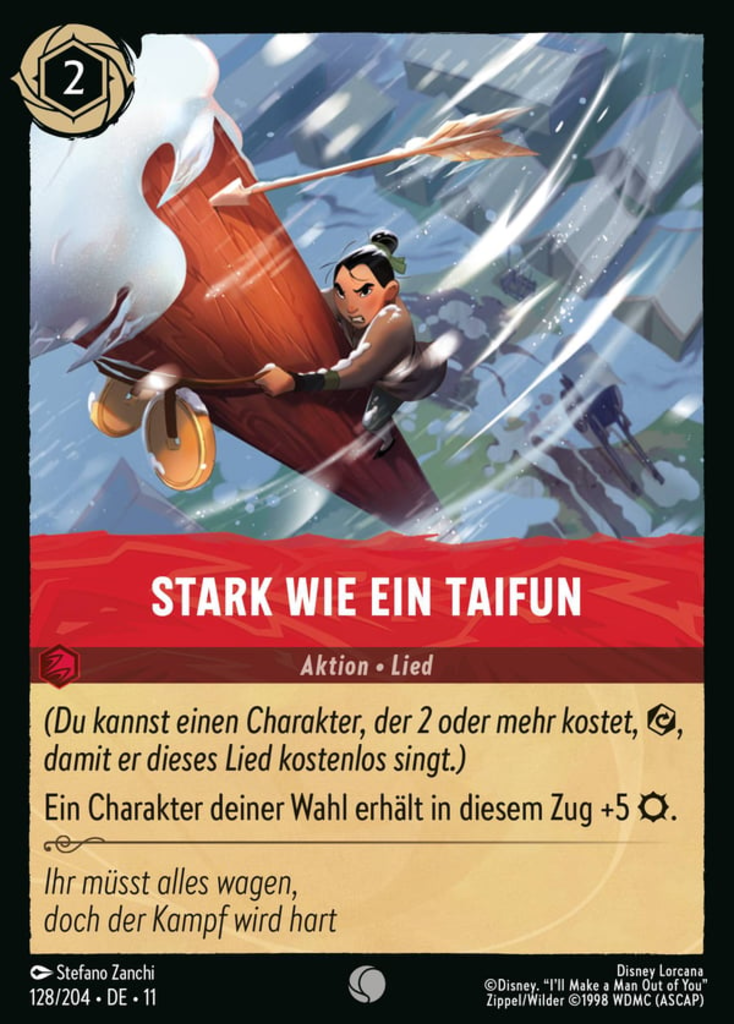 2
STARK WIE EIN TAIFUN
Aktion • Lied
(Du kannst einen Charakter, der 2 oder mehr kostet, ,
damit er dieses Lied kostenlos singt.)
Ein Charakter deiner Wahl erhält in diesem Zug +5 .
Ihr müsst alles wagen,
doch der Kampf wird hart
Stefano Zanchi
128/204 • DE • 11
Disney Lorcana
©Disney. “I’ll Make a Man Out of You”
Zippel/Wilder ©1998 WDMC (ASCAP)